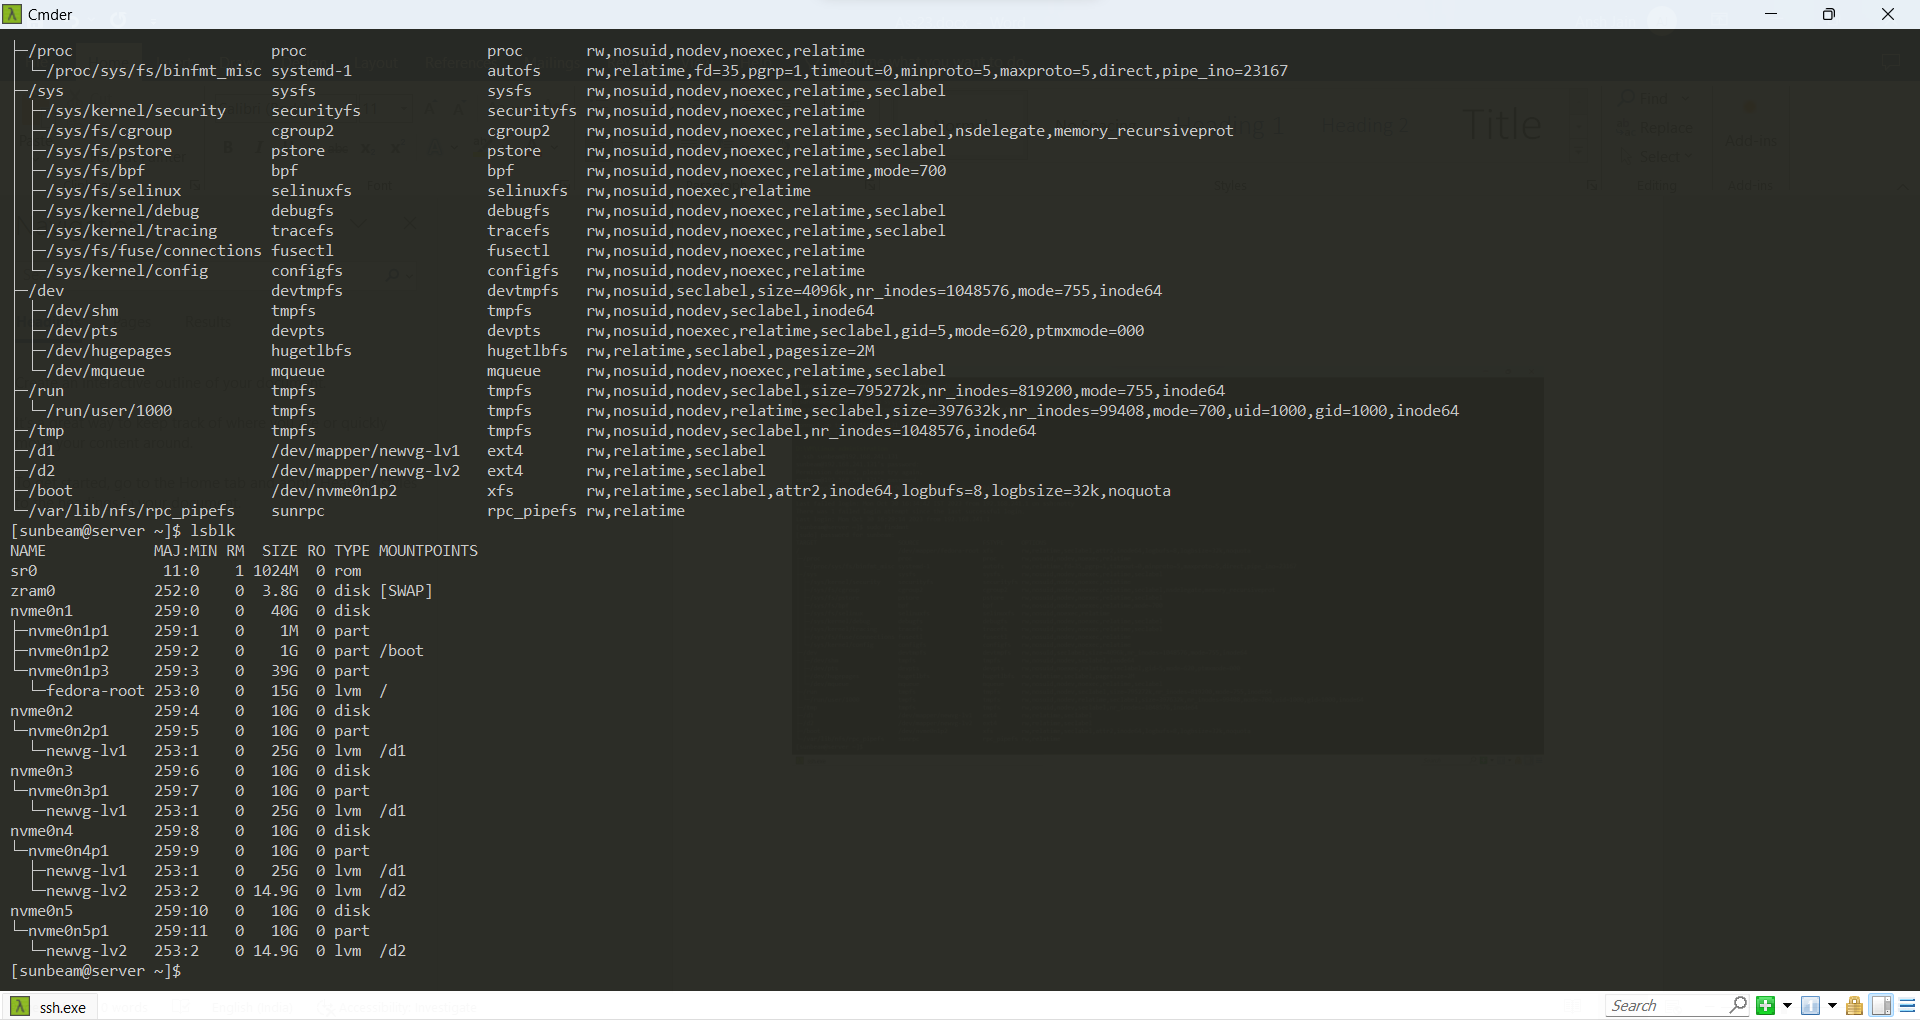 Cmder
├─/proc                       proc                    proc       rw,nosuid,nodev,noexec,relatime
│ └─/proc/sys/fs/binfmt_misc systemd-1               autofs     rw,relatime,fd=35,pgrp=1,timeout=0,minproto=5,maxproto=5,direct,pipe_ino=23167
├─/sys                        sysfs                   sysfs      rw,nosuid,nodev,noexec,relatime,seclabel
│ ├─/sys/kernel/security     securityfs              securityfs rw,nosuid,nodev,noexec,relatime
│ ├─/sys/fs/cgroup           cgroup2                 cgroup2    rw,nosuid,nodev,noexec,relatime,seclabel,nsdelegate,memory_recursiveprot
│ ├─/sys/fs/pstore           pstore                  pstore     rw,nosuid,nodev,noexec,relatime,seclabel
│ ├─/sys/fs/bpf              bpf                     bpf        rw,nosuid,nodev,noexec,relatime,mode=700
│ ├─/sys/fs/selinux          selinuxfs               selinuxfs  rw,nosuid,noexec,relatime
│ ├─/sys/kernel/debug        debugfs                 debugfs    rw,nosuid,nodev,noexec,relatime,seclabel
│ ├─/sys/kernel/tracing      tracefs                 tracefs    rw,nosuid,nodev,noexec,relatime,seclabel
│ ├─/sys/fs/fuse/connections fusectl                 fusectl    rw,nosuid,nodev,noexec,relatime
│ └─/sys/kernel/config       configfs                configfs   rw,nosuid,nodev,noexec,relatime
├─/dev                        devtmpfs                devtmpfs   rw,nosuid,seclabel,size=4096k,nr_inodes=1048576,mode=755,inode64
│ ├─/dev/shm                 tmpfs                   tmpfs      rw,nosuid,nodev,seclabel,inode64
│ ├─/dev/pts                 devpts                  devpts     rw,nosuid,noexec,relatime,seclabel,gid=5,mode=620,ptmxmode=000
│ ├─/dev/hugepages           hugetlbfs               hugetlbfs  rw,relatime,seclabel,pagesize=2M
│ └─/dev/mqueue              mqueue                  mqueue     rw,nosuid,nodev,noexec,relatime,seclabel
├─/run                        tmpfs                   tmpfs      rw,nosuid,nodev,seclabel,size=795272k,nr_inodes=819200,mode=755,inode64
│ └─/run/user/1000           tmpfs                   tmpfs      rw,nosuid,nodev,relatime,seclabel,size=397632k,nr_inodes=99408,mode=700,uid=1000,gid=1000,inode64
├─/tmp                        tmpfs                   tmpfs      rw,nosuid,nodev,seclabel,nr_inodes=1048576,inode64
├─/d1                         /dev/mapper/newvg-lv1   ext4       rw,relatime,seclabel
├─/d2                         /dev/mapper/newvg-lv2   ext4       rw,relatime,seclabel
├─/boot                       /dev/nvme0n1p2          xfs        rw,relatime,seclabel,attr2,inode64,logbufs=8,logbsize=32k,noquota
└─/var/lib/nfs/rpc_pipefs    sunrpc                  rpc_pipefs rw,relatime
[sunbeam@server ~]$ lsblk
NAME            MAJ:MIN RM  SIZE RO TYPE MOUNTPOINTS
sr0              11:0    1 1024M  0 rom
zram0           252:0    0  3.8G  0 disk [SWAP]
nvme0n1         259:0    0   40G  0 disk
├─nvme0n1p1     259:1    0    1M  0 part
├─nvme0n1p2     259:2    0    1G  0 part /boot
└─nvme0n1p3     259:3    0   39G  0 part
  └─fedora-root 253:0    0   15G  0 lvm  /
nvme0n2         259:4    0   10G  0 disk
└─nvme0n2p1     259:5    0   10G  0 part
  └─newvg-lv1   253:1    0   25G  0 lvm  /d1
nvme0n3         259:6    0   10G  0 disk
└─nvme0n3p1     259:7    0   10G  0 part
  └─newvg-lv1   253:1    0   25G  0 lvm  /d1
nvme0n4         259:8    0   10G  0 disk
└─nvme0n4p1     259:9    0   10G  0 part
  ├─newvg-lv1   253:1    0   25G  0 lvm  /d1
  └─newvg-lv2   253:2    0 14.9G  0 lvm  /d2
nvme0n5         259:10   0   10G  0 disk
└─nvme0n5p1     259:11   0   10G  0 part
  └─newvg-lv2   253:2    0 14.9G  0 lvm  /d2
[sunbeam@server ~]$
ssh.exe
Search